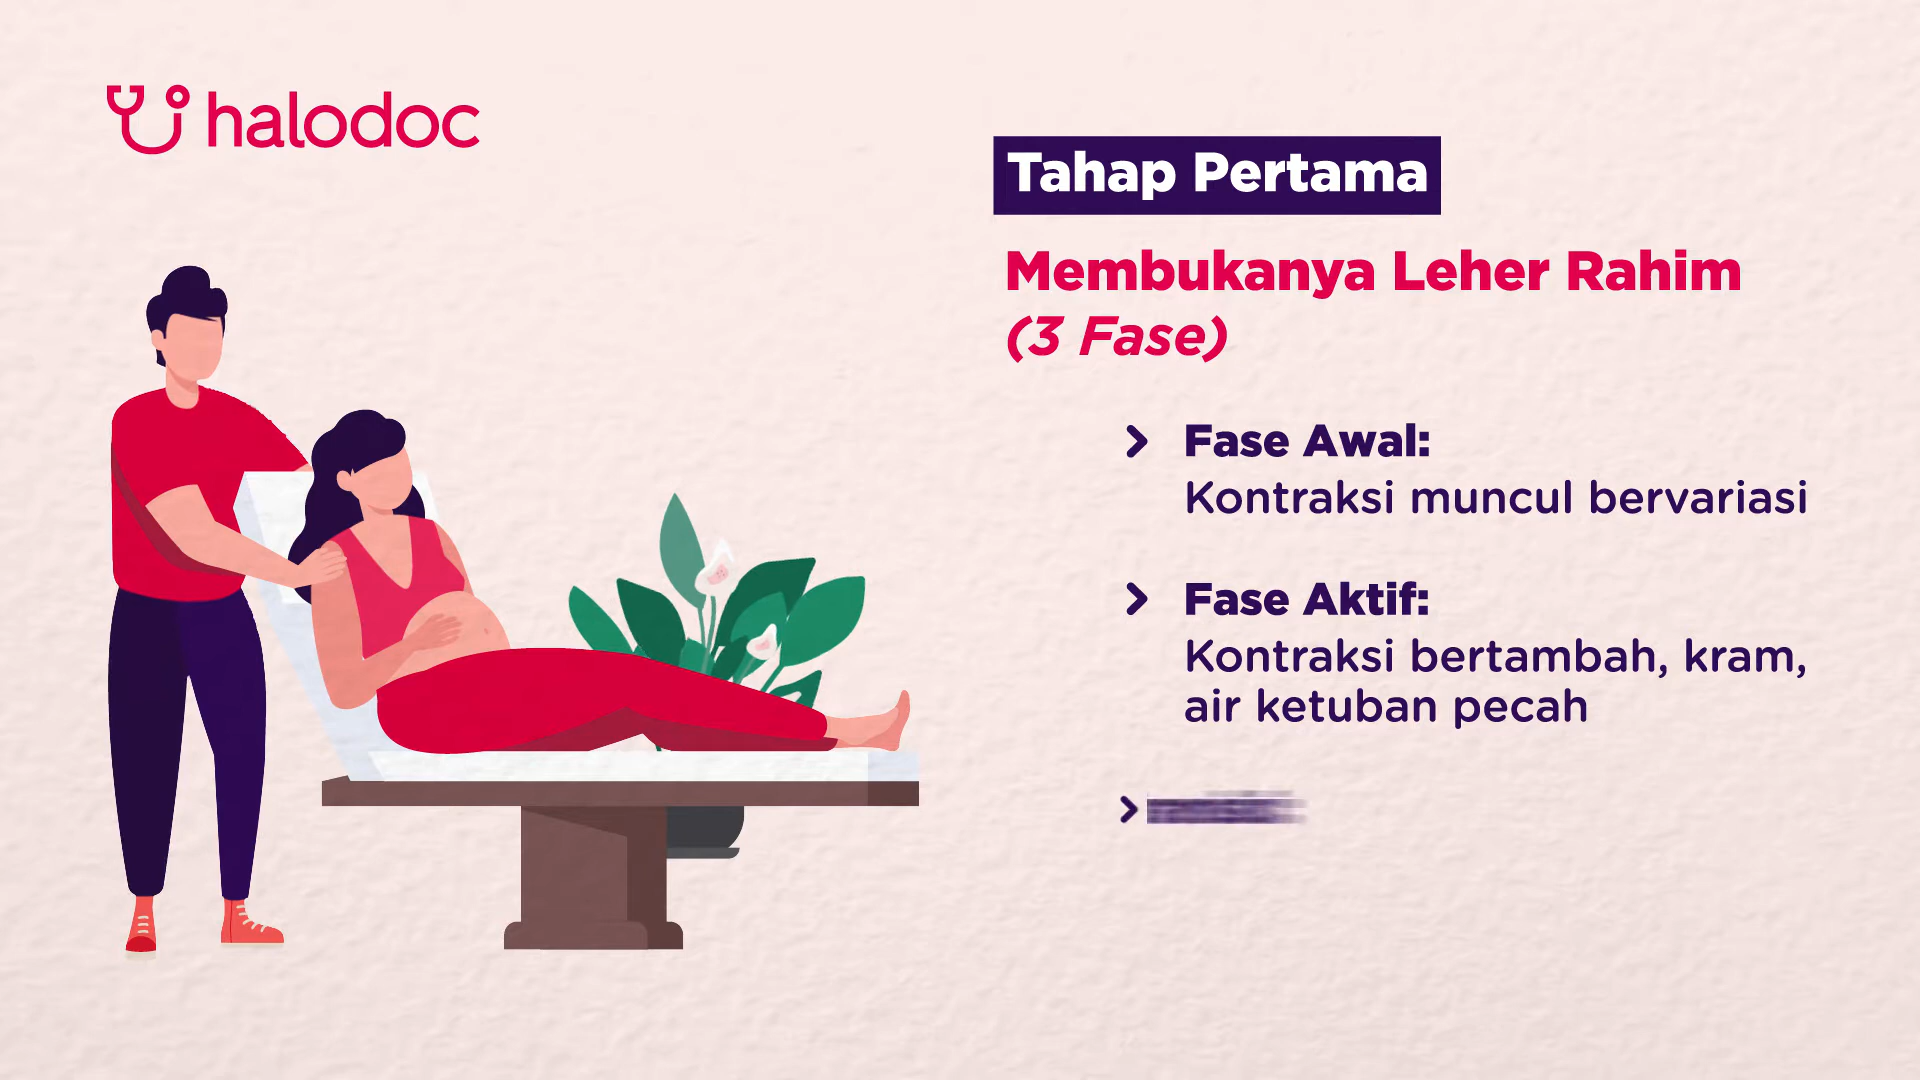 halodoc
Tahap Pertama
Membukanya Leher Rahim
(3 Fase)
Fase Awal:
Kontraksi muncul bervariasi
Fase Aktif:
Kontraksi bertambah, kram,
air ketuban pecah